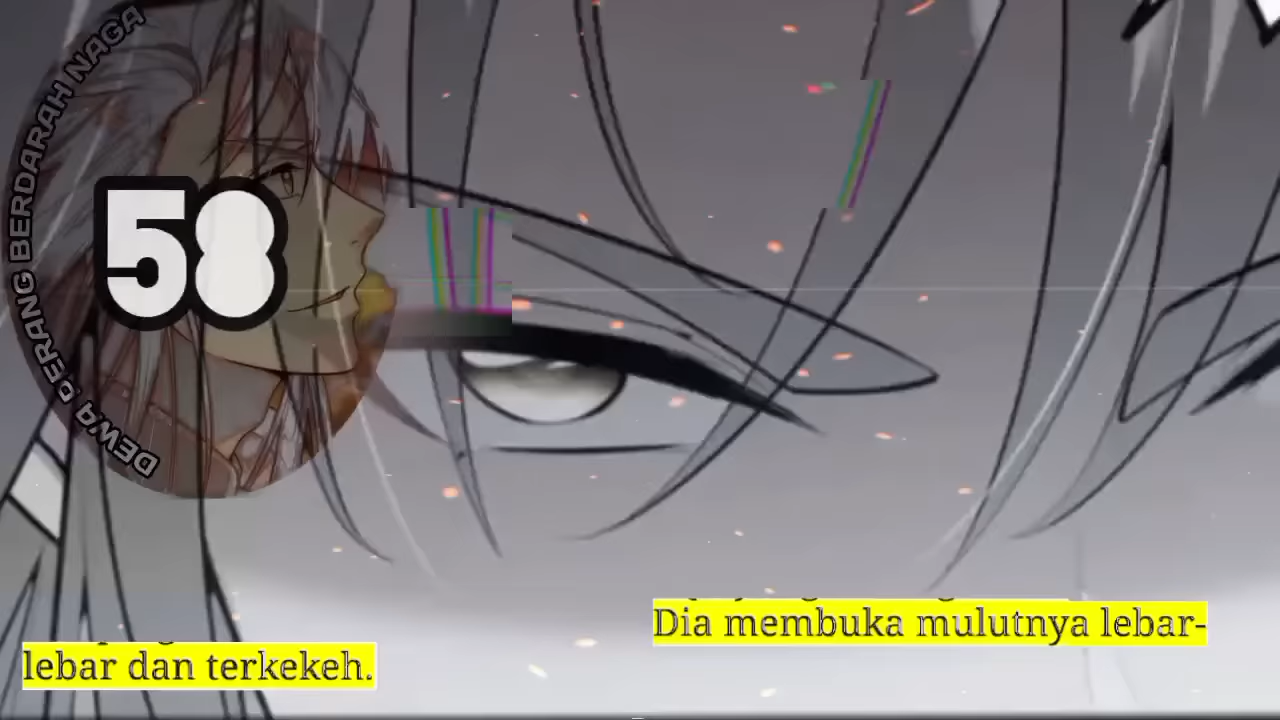 DEWA PERANG BERDARAH NAGA
58
Dia membuka mulutnya lebar-
lebar dan terkekeh.